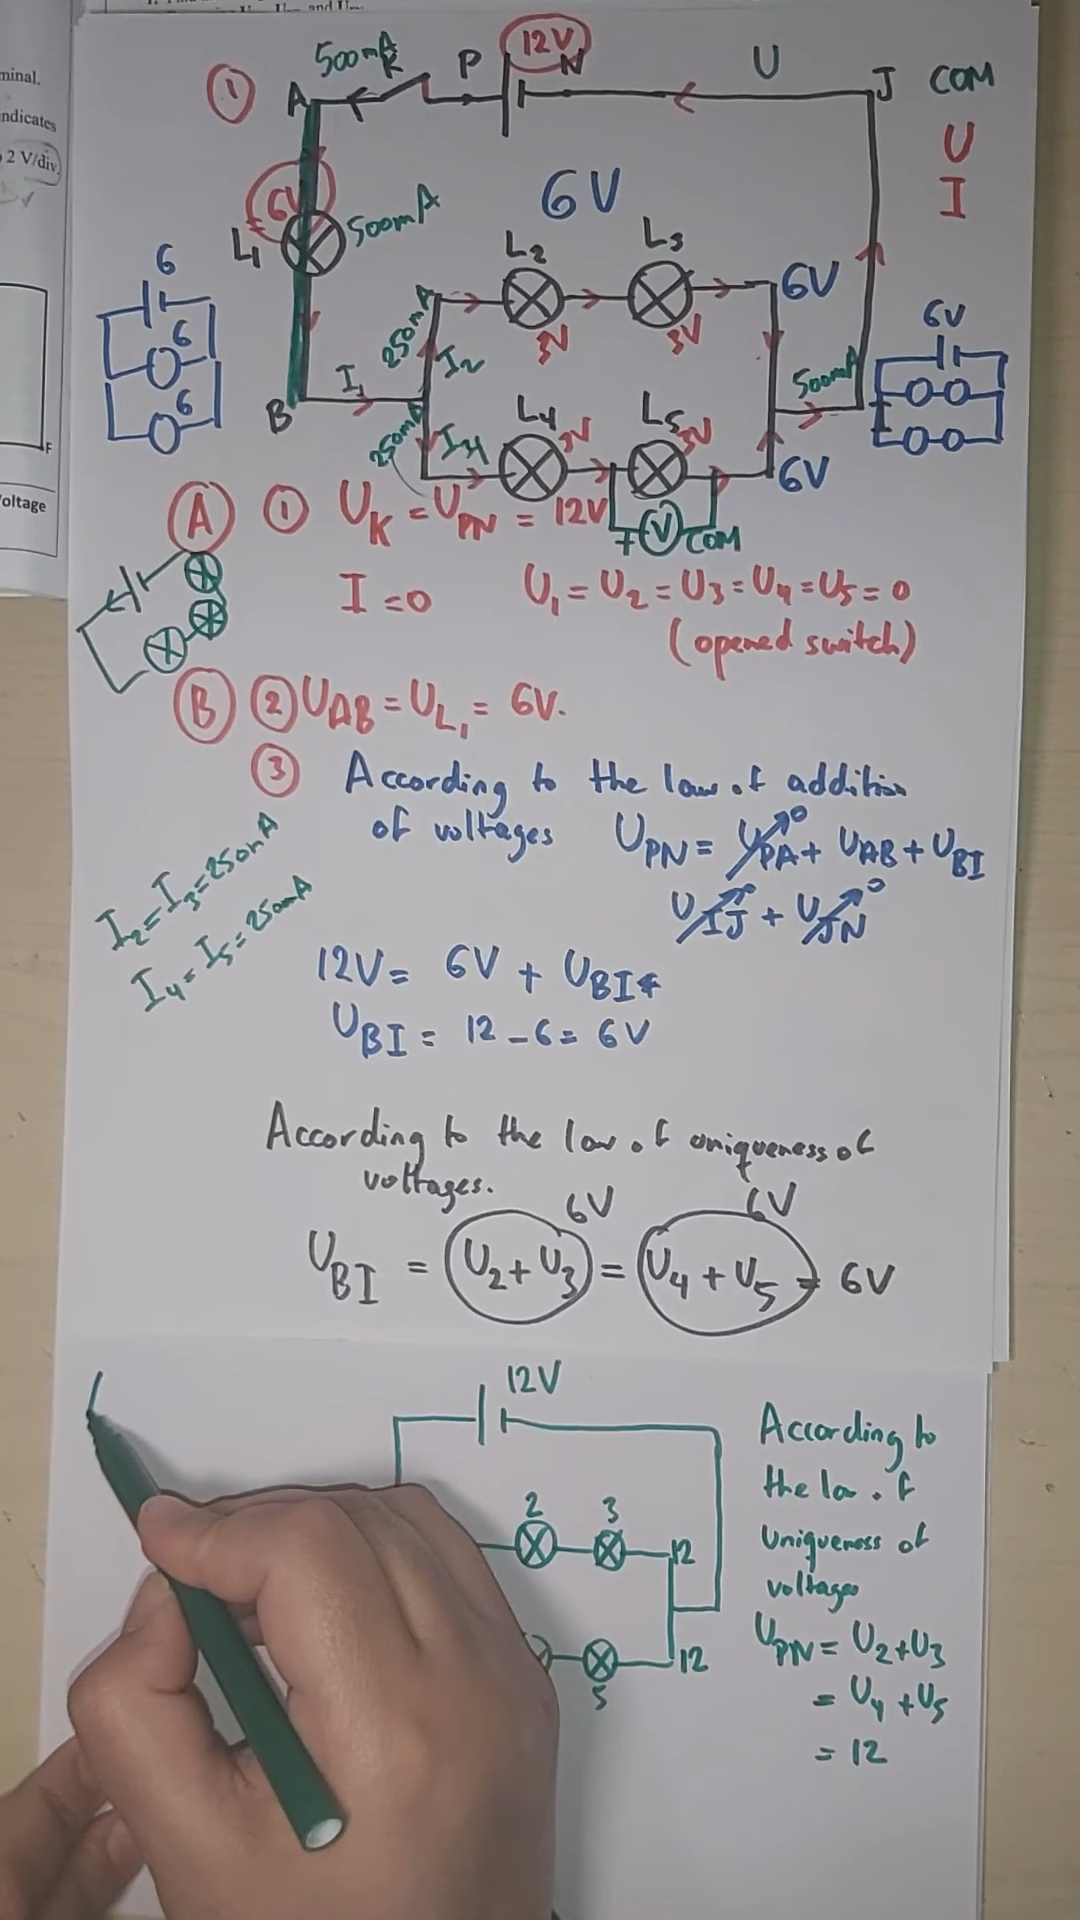 and U
minal.
ndicates
2 V/div.
F
oltage
1
500mA
K
P
12V
N
U
J
COM
A
U
I
6V
500mA
6V
L1
L2
L3
6V
6
6
6
3V
3V
6V
250mA
I2
500mA
I1
B
250mA
I4
L4
3V
L5
3V
I
6V
+
V
COM
A 1 UK = UPN = 12V
I = 0 U1 = U2 = U3 = U4 = U5 = 0
(opened switch)
B 2 UAB = UL1 = 6V.
3 According to the law of addition
of voltages UPN = UPA + UAB + UBI
0
UIJ + UJN
0
I2 = I3 = 250mA
I4 = I5 = 250mA
12V = 6V + UBI
UBI = 12 - 6 = 6V
According to the law of uniqueness of
voltages.
6V 6V
UBI = U2 + U3 = U4 + U5 = 6V
12V
2
3
12
12
5
According to
the la. f
Uniqueness of
voltages
UPN = U2 + U3
= U4 + U5
= 12